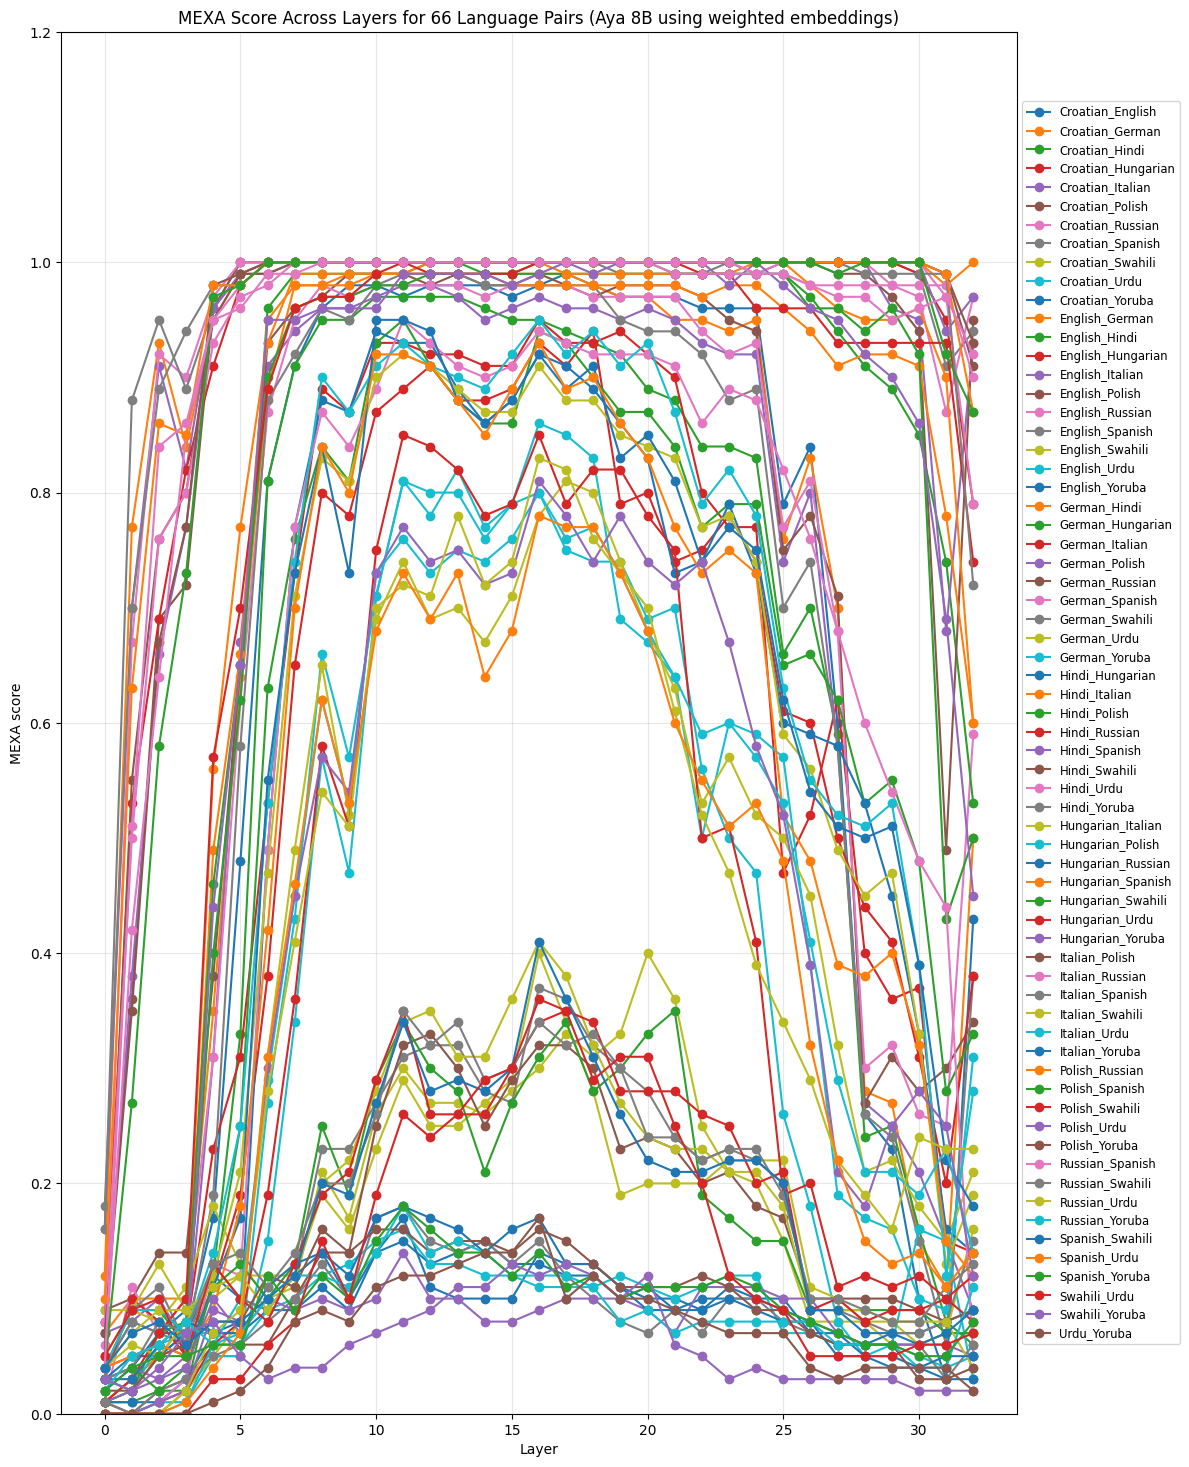 MEXA Score Across Layers for 66 Language Pairs (Aya 8B using weighted embeddings)
MEXA score
1.2
1.0
0.8
0.6
0.4
0.2
0.0
0
5
10
15
20
25
30
Layer
Croatian_English
Croatian_German
Croatian_Hindi
Croatian_Hungarian
Croatian_Italian
Croatian_Polish
Croatian_Russian
Croatian_Spanish
Croatian_Swahili
Croatian_Urdu
Croatian_Yoruba
English_German
English_Hindi
English_Hungarian
English_Italian
English_Polish
English_Russian
English_Spanish
English_Swahili
English_Urdu
English_Yoruba
German_Hindi
German_Hungarian
German_Italian
German_Polish
German_Russian
German_Spanish
German_Swahili
German_Urdu
German_Yoruba
Hindi_Hungarian
Hindi_Italian
Hindi_Polish
Hindi_Russian
Hindi_Spanish
Hindi_Swahili
Hindi_Urdu
Hindi_Yoruba
Hungarian_Italian
Hungarian_Polish
Hungarian_Russian
Hungarian_Spanish
Hungarian_Swahili
Hungarian_Urdu
Hungarian_Yoruba
Italian_Polish
Italian_Russian
Italian_Spanish
Italian_Swahili
Italian_Urdu
Italian_Yoruba
Polish_Russian
Polish_Spanish
Polish_Swahili
Polish_Urdu
Polish_Yoruba
Russian_Spanish
Russian_Swahili
Russian_Urdu
Russian_Yoruba
Spanish_Swahili
Spanish_Urdu
Spanish_Yoruba
Swahili_Urdu
Swahili_Yoruba
Urdu_Yoruba